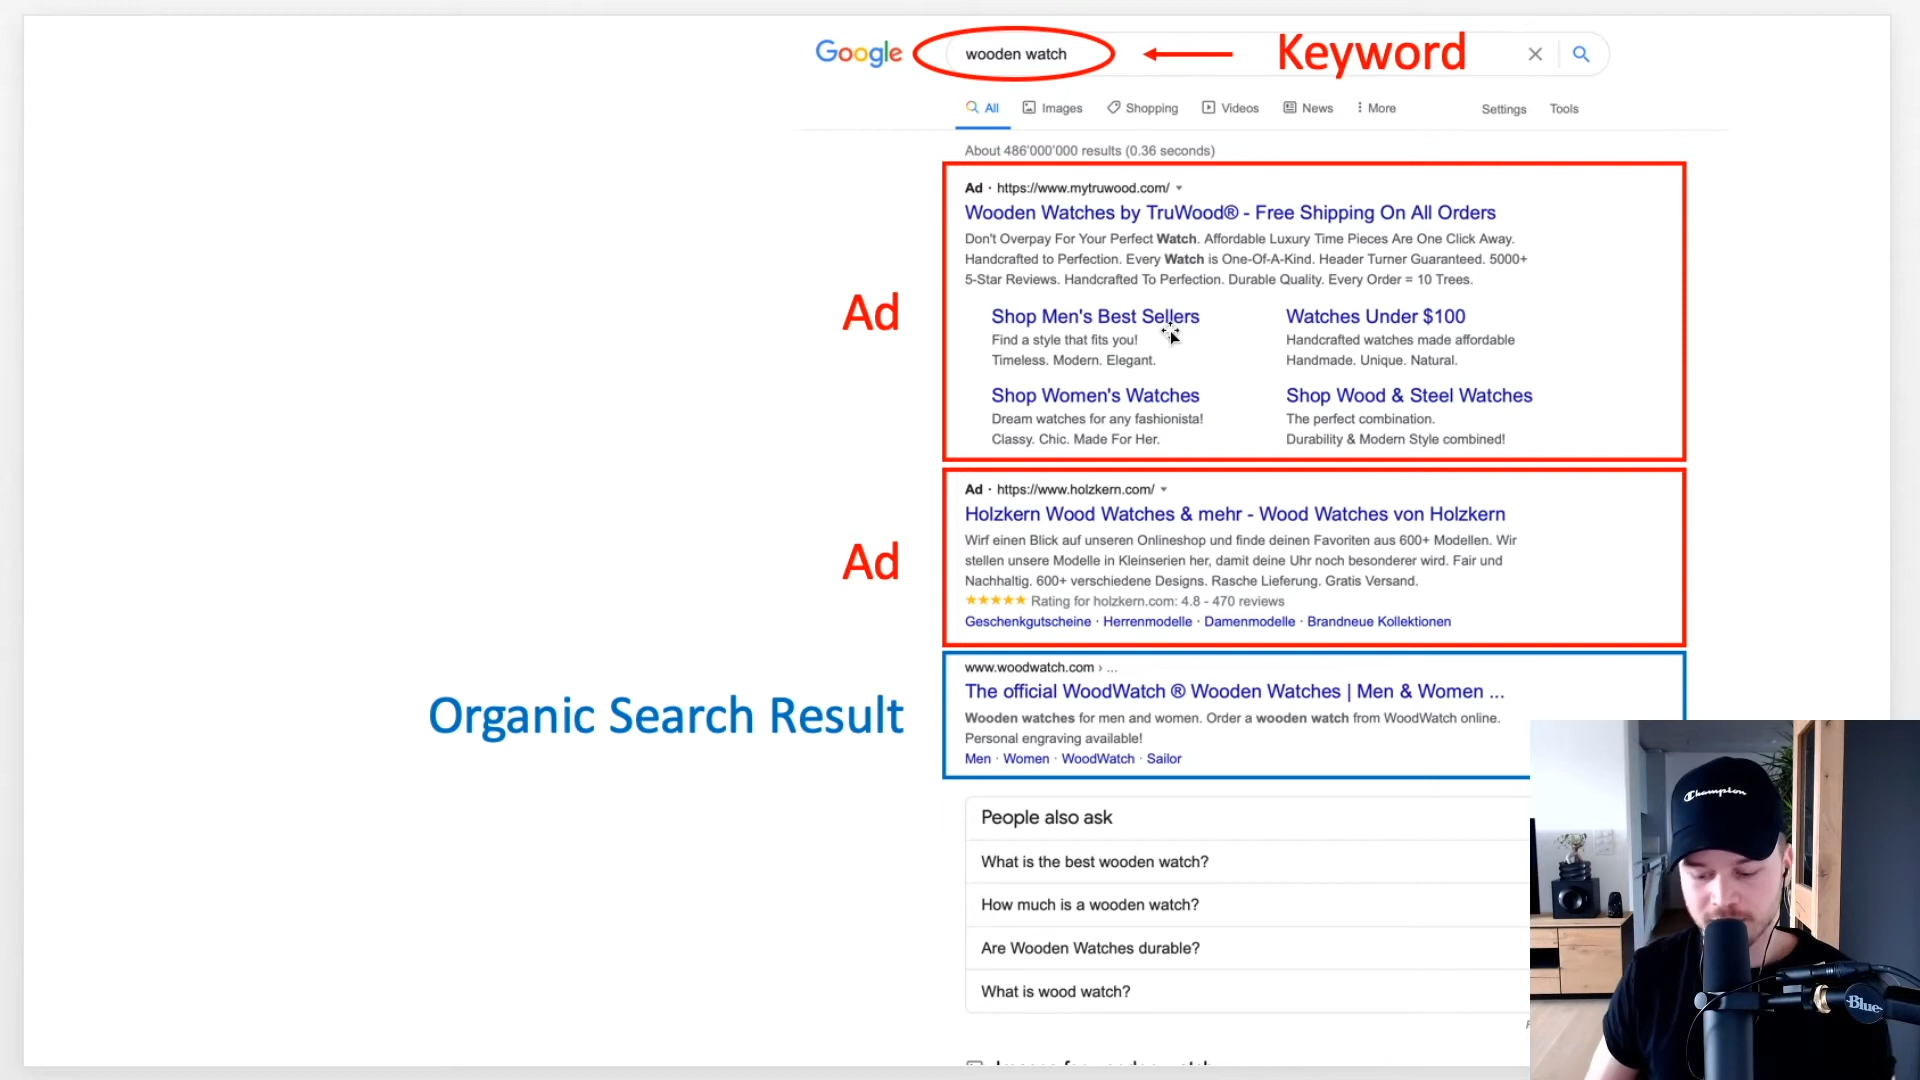 Google
wooden watch
Keyword
All Images Shopping Videos News More Settings Tools
About 486'000'000 results (0.36 seconds)
Ad · https://www.mytruwood.com/
Wooden Watches by TruWood® - Free Shipping On All Orders
Don't Overpay For Your Perfect Watch. Affordable Luxury Time Pieces Are One Click Away.
Handcrafted to Perfection. Every Watch is One-Of-A-Kind. Header Turner Guaranteed. 5000+
5-Star Reviews. Handcrafted To Perfection. Durable Quality. Every Order = 10 Trees.
Ad
Shop Men's Best Sellers
Find a style that fits you!
Timeless. Modern. Elegant.
Watches Under $100
Handcrafted watches made affordable
Handmade. Unique. Natural.
Shop Women's Watches
Dream watches for any fashionista!
Classy. Chic. Made For Her.
Shop Wood & Steel Watches
The perfect combination.
Durability & Modern Style combined!
Ad · https://www.holzkern.com/
Holzkern Wood Watches & mehr - Wood Watches von Holzkern
Wirf einen Blick auf unseren Onlineshop und finde deinen Favoriten aus 600+ Modellen. Wir
stellen unsere Modelle in Kleinserien her, damit deine Uhr noch besonderer wird. Fair und
Nachhaltig. 600+ verschiedene Designs. Rasche Lieferung. Gratis Versand.
Ad
Rating for holzkern.com: 4.8 - 470 reviews
Geschenkgutscheine · Herrenmodelle · Damenmodelle · Brandneue Kollektionen
www.woodwatch.com › ...
The official WoodWatch ® Wooden Watches | Men & Women ...
Organic Search Result
Wooden watches for men and women. Order a wooden watch from WoodWatch online.
Personal engraving available!
Men · Women · WoodWatch · Sailor
People also ask
What is the best wooden watch?
How much is a wooden watch?
Are Wooden Watches durable?
What is wood watch?
Champion
Blue